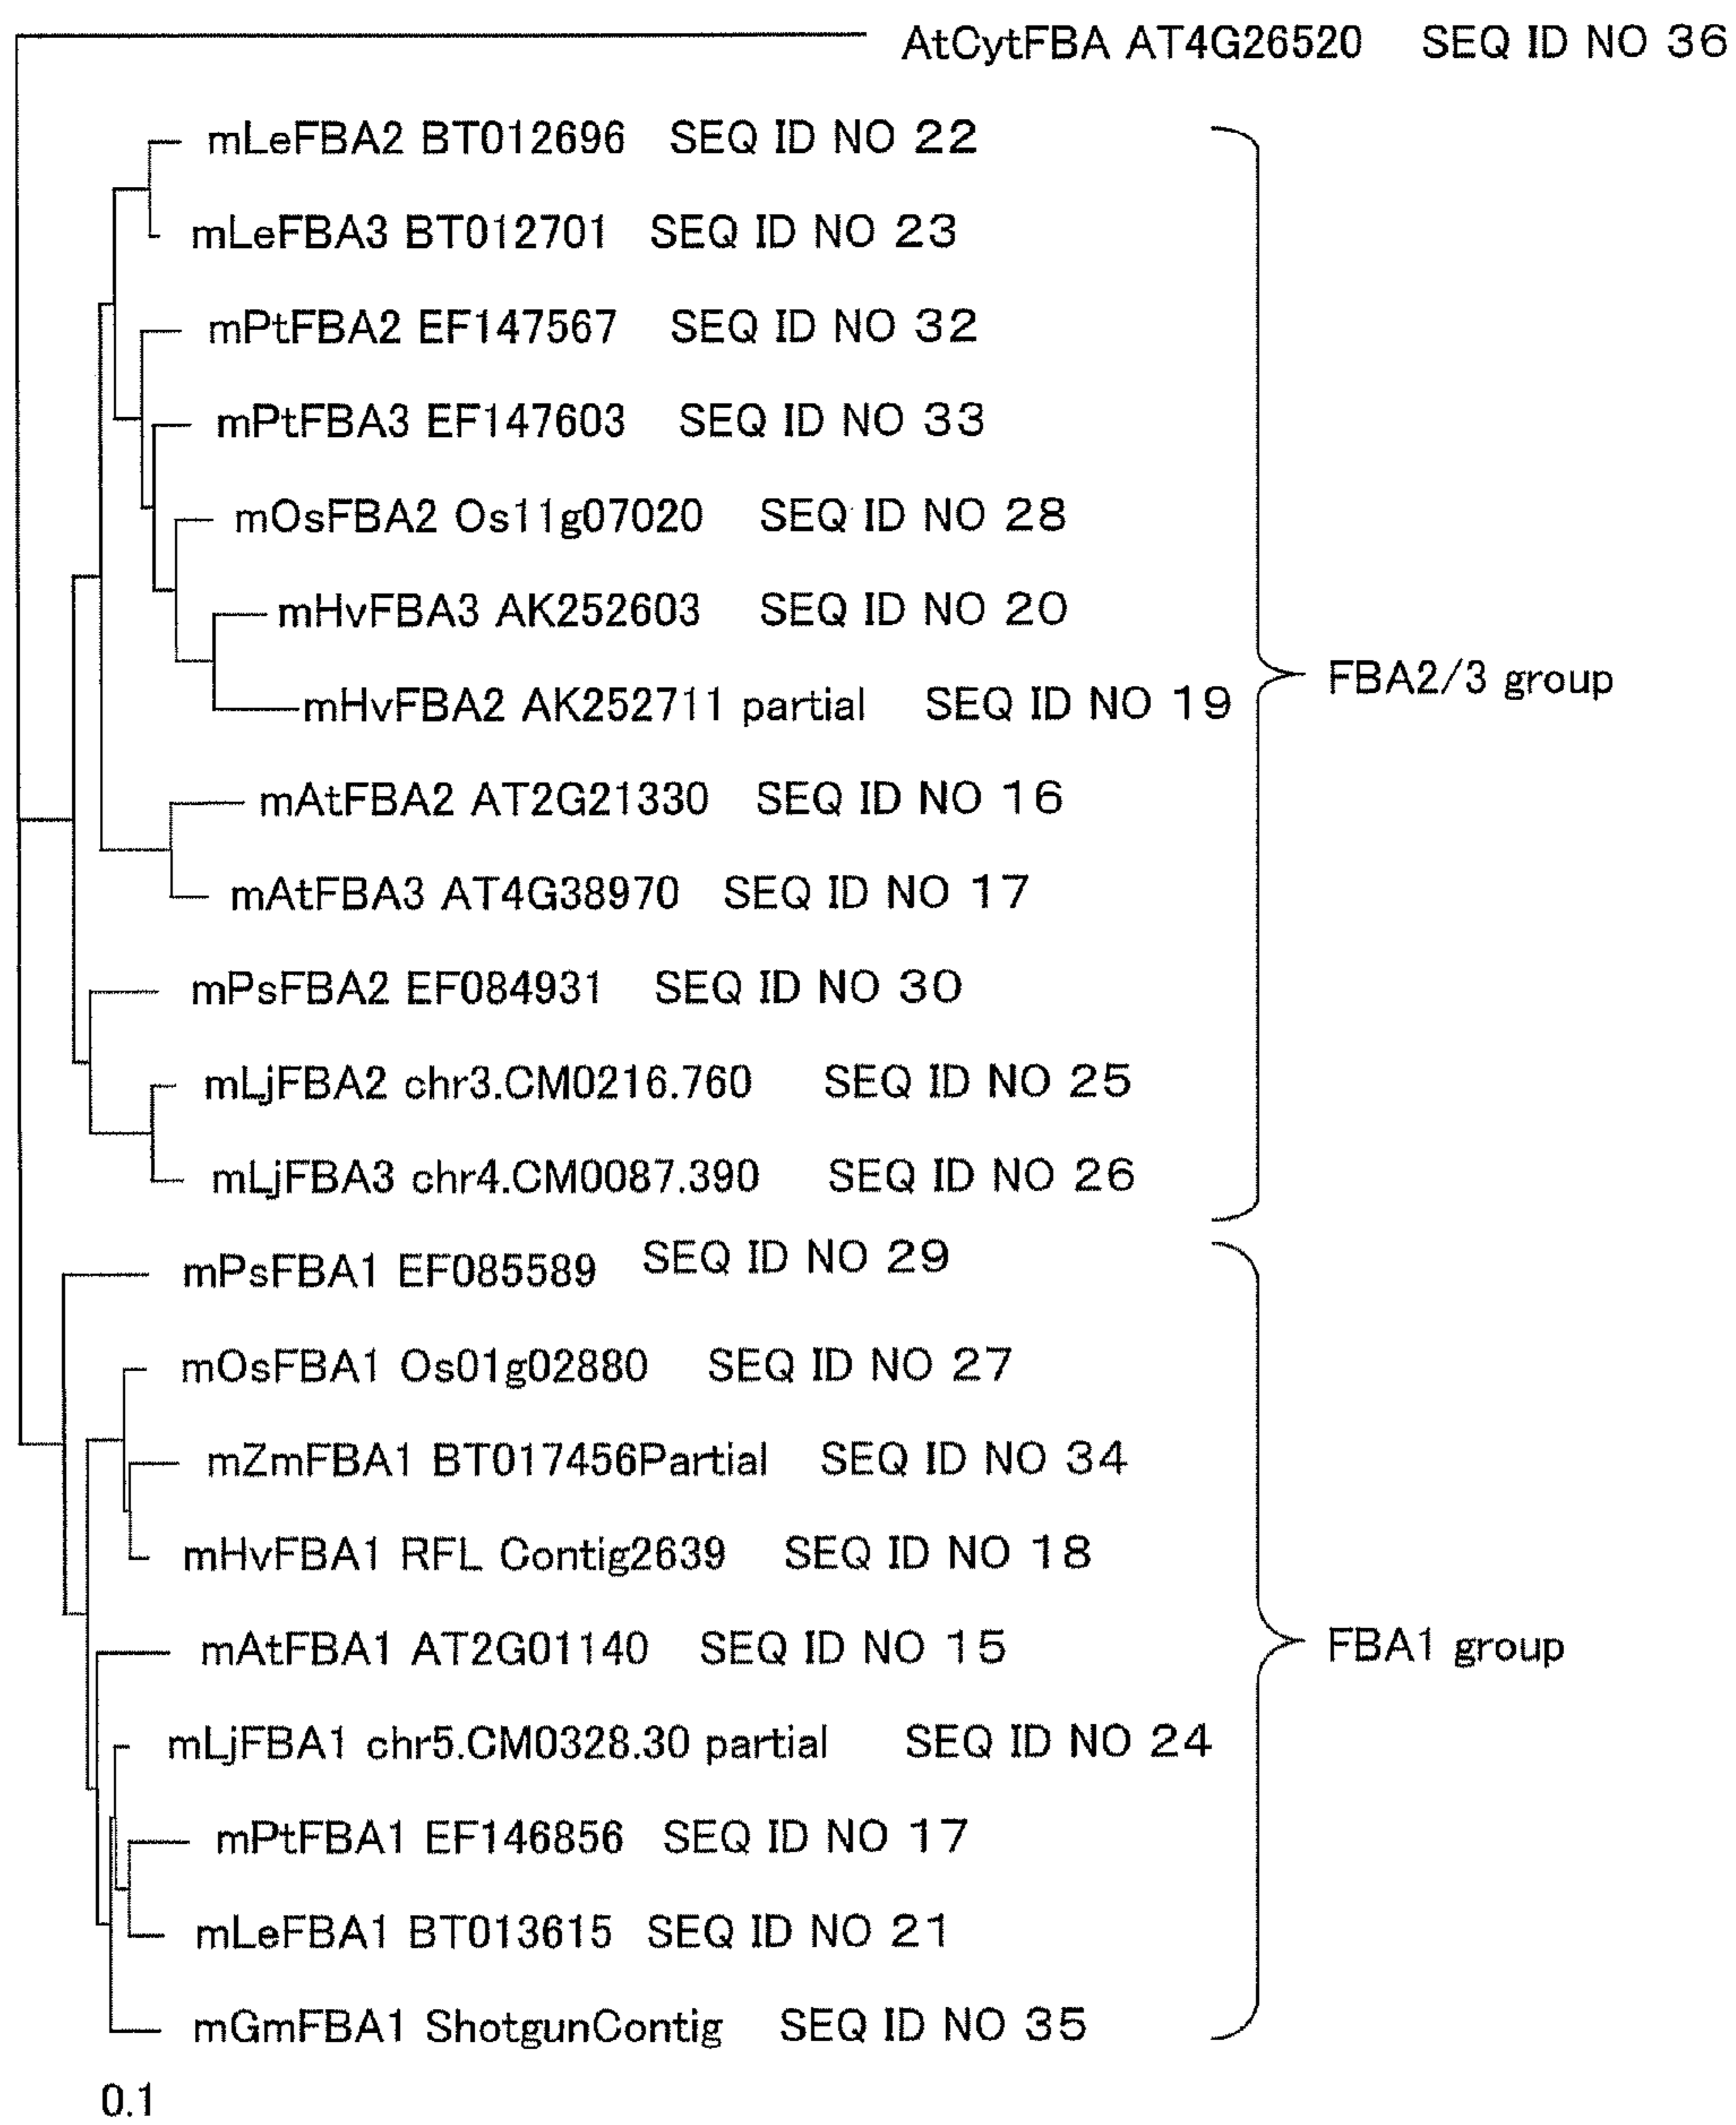 AtCytFBA AT4G26520 SEQ ID NO 36
mLeFBA2 BT012696 SEQ ID NO 22
mLeFBA3 BT012701 SEQ ID NO 23
mPtFBA2 EF147567 SEQ ID NO 32
mPtFBA3 EF147603 SEQ ID NO 33
mOsFBA2 Os11g07020 SEQ ID NO 28
mHvFBA3 AK252603 SEQ ID NO 20
FBA2/3 group
mHvFBA2 AK252711 partial SEQ ID NO 19
mAtFBA2 AT2G21330 SEQ ID NO 16
mAtFBA3 AT4G38970 SEQ ID NO 17
mPsFBA2 EF084931 SEQ ID NO 30
mLjFBA2 chr3.CM0216.760 SEQ ID NO 25
mLjFBA3 chr4.CM0087.390 SEQ ID NO 26
mPsFBA1 EF085589 SEQ ID NO 29
mOsFBA1 Os01g02880 SEQ ID NO 27
mZmFBA1 BT017456Partial SEQ ID NO 34
mHvFBA1 RFL Contig2639 SEQ ID NO 18
mAtFBA1 AT2G01140 SEQ ID NO 15
FBA1 group
mLjFBA1 chr5.CM0328.30 partial SEQ ID NO 24
mPtFBA1 EF146856 SEQ ID NO 17
mLeFBA1 BT013615 SEQ ID NO 21
mGmFBA1 ShotgunContig SEQ ID NO 35
0.1